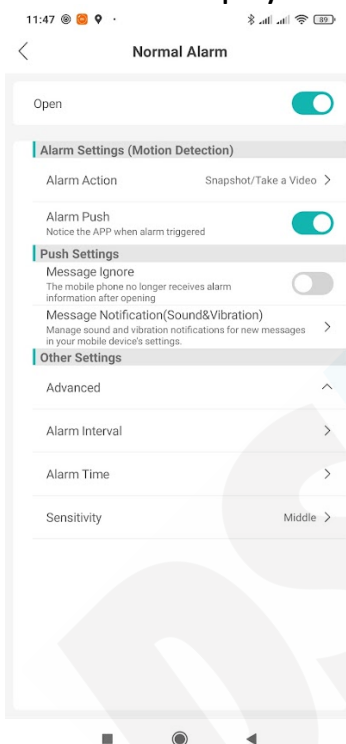 11:47
89
Normal Alarm
Open
Alarm Settings (Motion Detection)
Alarm Action Snapshot/Take a Video
Alarm Push
Notice the APP when alarm triggered
Push Settings
Message Ignore
The mobile phone no longer receives alarm
information after opening
Message Notification(Sound&Vibration)
Manage sound and vibration notifications for new messages
in your mobile device's settings.
Other Settings
Advanced
Alarm Interval
Alarm Time
Sensitivity Middle